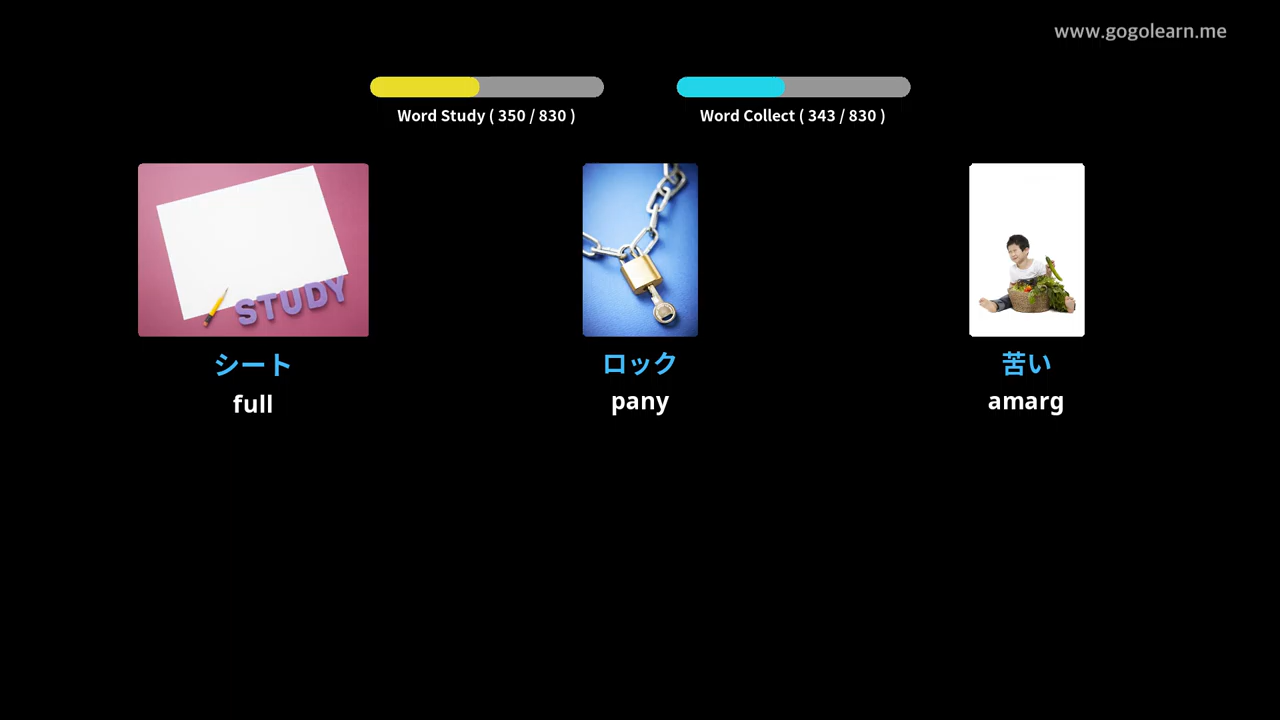 www.gogolearn.me
Word Study ( 350 / 830 )
Word Collect ( 343 / 830 )
STUDY
シート
full
ロック
pany
苦い
amarg